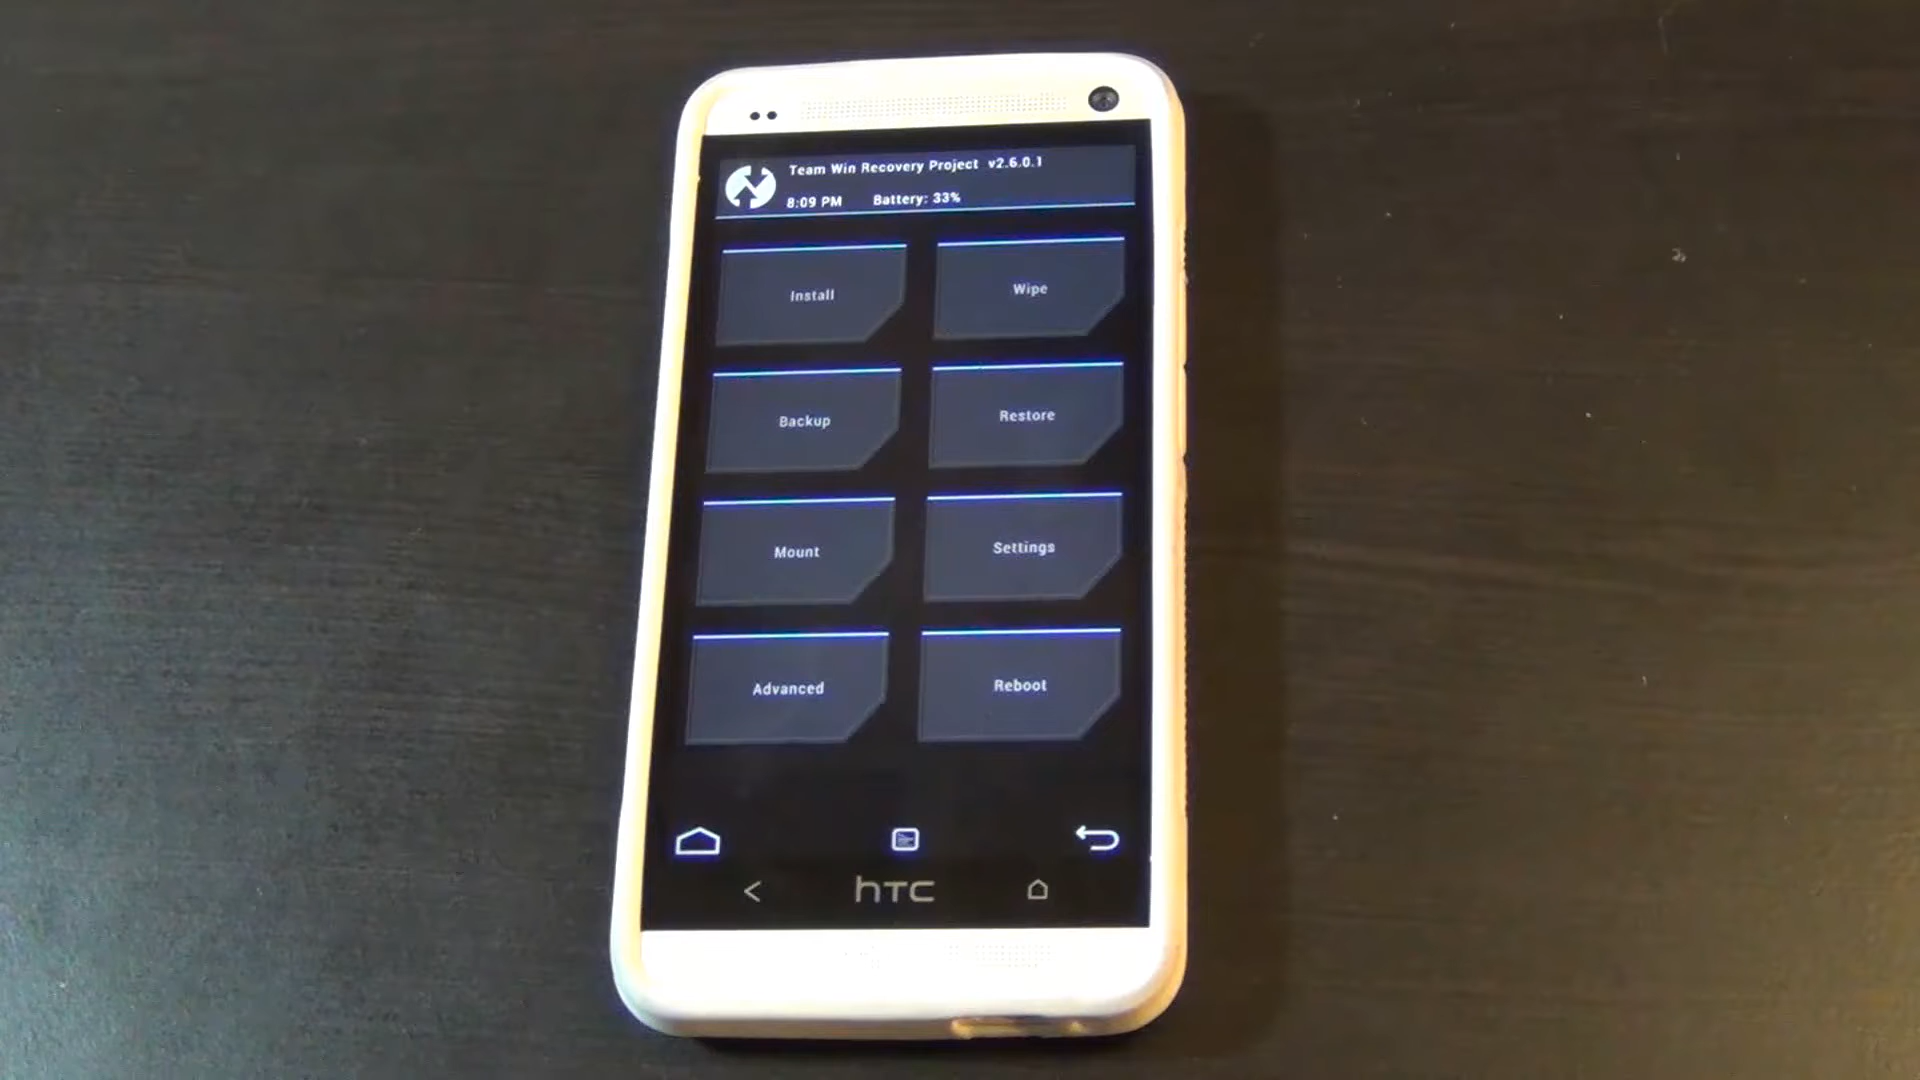 Team Win Recovery Project v2.6.0.1
8:09 PM Battery: 33%
Install Wipe
Backup Restore
Mount Settings
Advanced Reboot
hTC